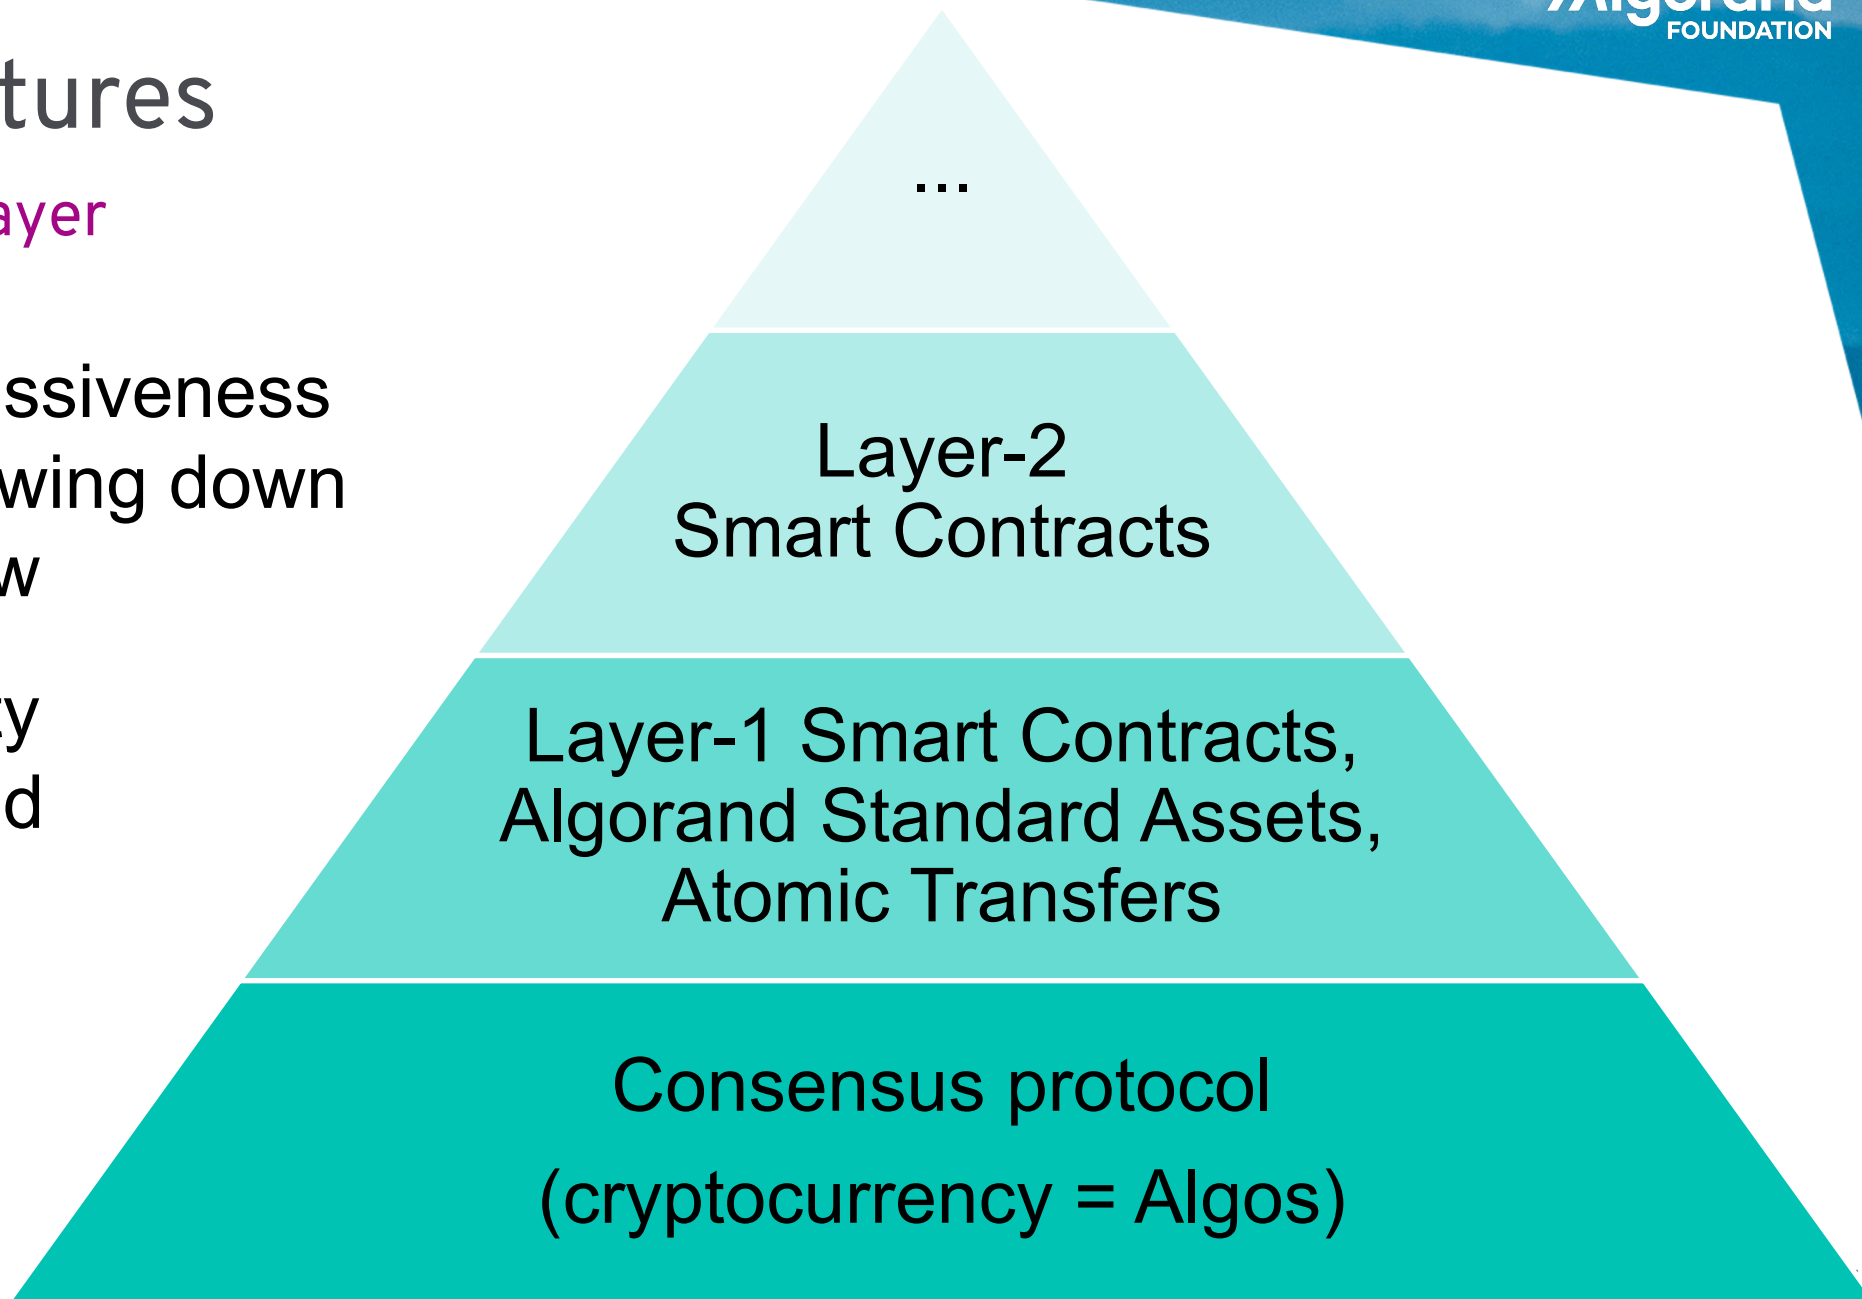 FOUNDATION
tures
ayer
ssiveness
wing down
w
ty
d
...
Layer-2
Smart Contracts
Layer-1 Smart Contracts,
Algorand Standard Assets,
Atomic Transfers
Consensus protocol
(cryptocurrency = Algos)